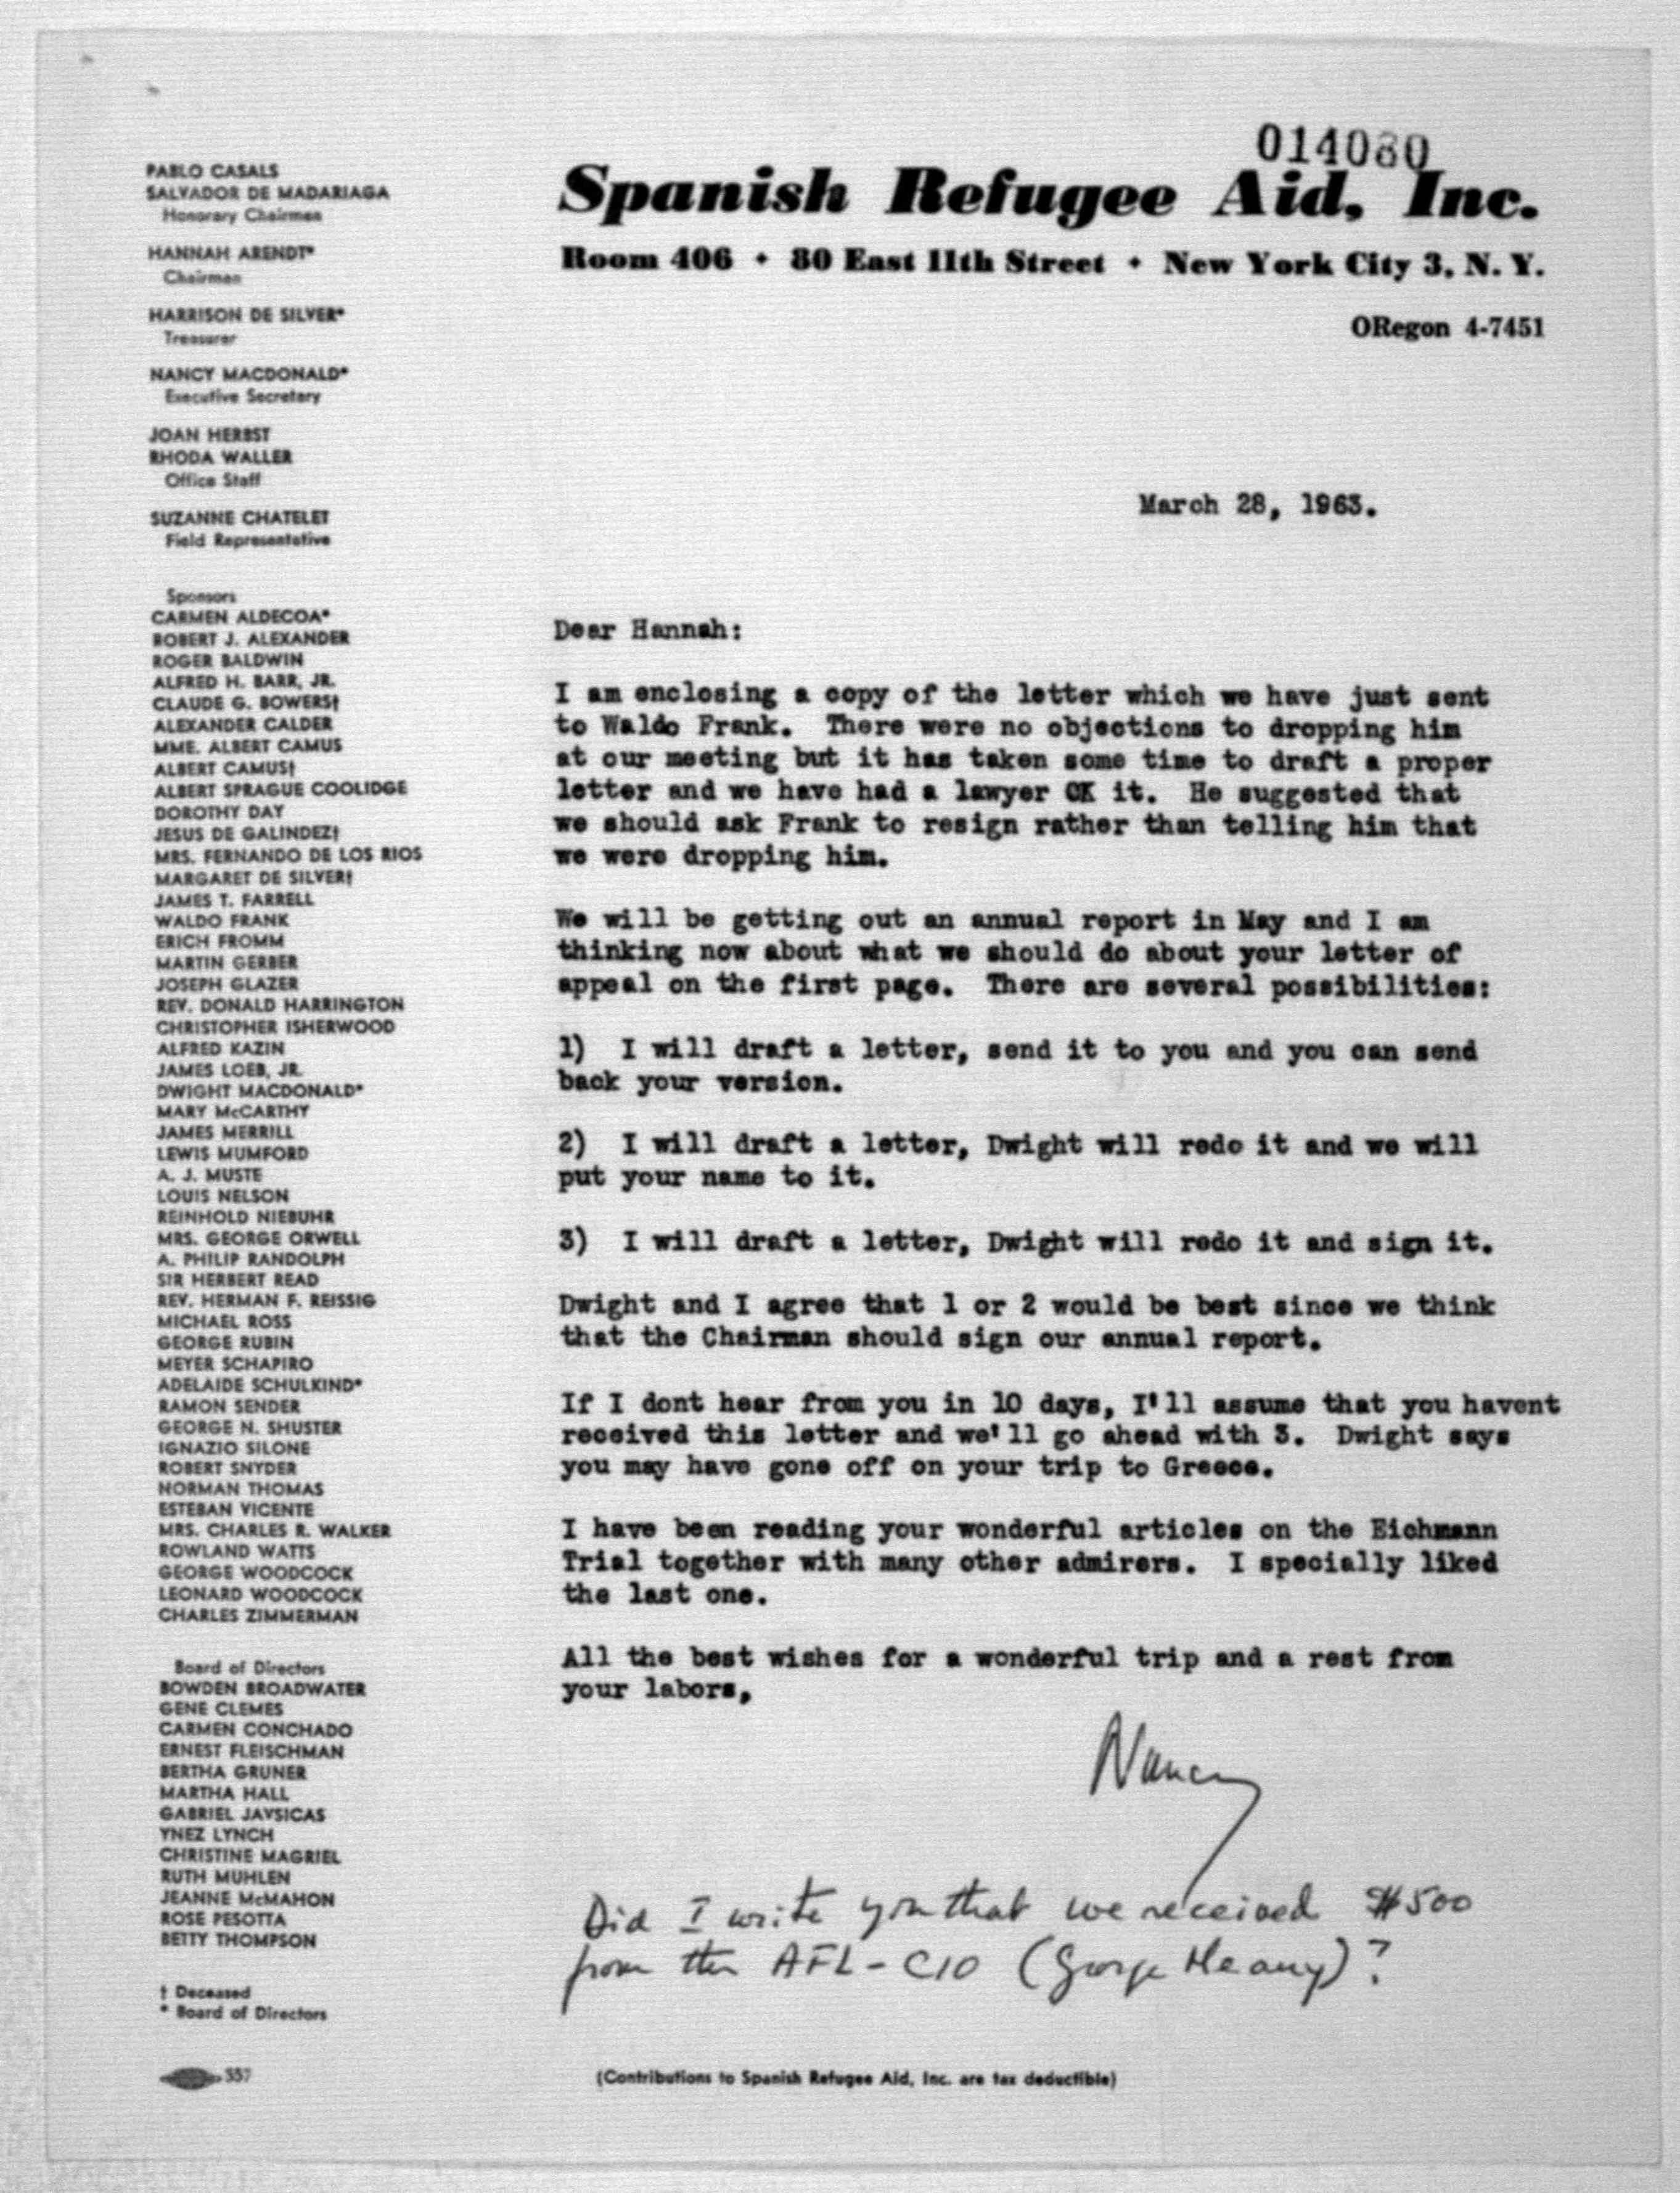 014080
Spanish Refugee Aid, Inc.
Room 406 • 80 East 11th Street • New York City 3, N. Y.
ORegon 4-7451
PABLO CASALS
SALVADOR DE MADARIAGA
Honorary Chairmen
HANNAH ARENDT*
Chairman
HARRISON DE SILVER*
Treasurer
NANCY MACDONALD*
Executive Secretary
JOAN HERBST
RHODA WALLER
Office Staff
SUZANNE CHATELET
Field Representative
Sponsors
CARMEN ALDECOA*
ROBERT J. ALEXANDER
ROGER BALDWIN
ALFRED H. BARR, JR.
CLAUDE G. BOWERS†
ALEXANDER CALDER
MME. ALBERT CAMUS
ALBERT CAMUS†
ALBERT SPRAGUE COOLIDGE
DOROTHY DAY
JESUS DE GALINDEZ†
MRS. FERNANDO DE LOS RIOS
MARGARET DE SILVER†
JAMES T. FARRELL
WALDO FRANK
ERICH FROMM
MARTIN GERBER
JOSEPH GLAZER
REV. DONALD HARRINGTON
CHRISTOPHER ISHERWOOD
ALFRED KAZIN
JAMES LOEB, JR.
DWIGHT MACDONALD*
MARY McCARTHY
JAMES MERRILL
LEWIS MUMFORD
A. J. MUSTE
LOUIS NELSON
REINHOLD NIEBUHR
MRS. GEORGE ORWELL
A. PHILIP RANDOLPH
SIR HERBERT READ
REV. HERMAN F. REISSIG
MICHAEL ROSS
GEORGE RUBIN
MEYER SCHAPIRO
ADELAIDE SCHULKIND*
RAMON SENDER
GEORGE N. SHUSTER
IGNAZIO SILONE
ROBERT SNYDER
NORMAN THOMAS
ESTEBAN VICENTE
MRS. CHARLES R. WALKER
ROWLAND WATTS
GEORGE WOODCOCK
LEONARD WOODCOCK
CHARLES ZIMMERMAN
Board of Directors
BOWDEN BROADWATER
GENE CLEMES
CARMEN CONCHADO
ERNEST FLEISCHMAN
BERTHA GRUNER
MARTHA HALL
GABRIEL JAVSICAS
YNEZ LYNCH
CHRISTINE MAGRIEL
RUTH MUHLEN
JEANNE McMAHON
ROSE PESOTTA
BETTY THOMPSON
† Deceased
* Board of Directors
357
March 28, 1963.
Dear Hannah:
I am enclosing a copy of the letter which we have just sent
to Waldo Frank. There were no objections to dropping him
at our meeting but it has taken some time to draft a proper
letter and we have had a lawyer OK it. He suggested that
we should ask Frank to resign rather than telling him that
we were dropping him.
We will be getting out an annual report in May and I am
thinking now about what we should do about your letter of
appeal on the first page. There are several possibilities:
1) I will draft a letter, send it to you and you can send
back your version.
2) I will draft a letter, Dwight will redo it and we will
put your name to it.
3) I will draft a letter, Dwight will redo it and sign it.
Dwight and I agree that 1 or 2 would be best since we think
that the Chairman should sign our annual report.
If I dont hear from you in 10 days, I'll assume that you havent
received this letter and we'll go ahead with 3. Dwight says
you may have gone off on your trip to Greece.
I have been reading your wonderful articles on the Eichmann
Trial together with many other admirers. I specially liked
the last one.
All the best wishes for a wonderful trip and a rest from
your labors,
Nancy
Did I write you that we received $500
from the AFL-CIO (George Meany)?
(Contributions to Spanish Refugee Aid, Inc. are tax deductible)